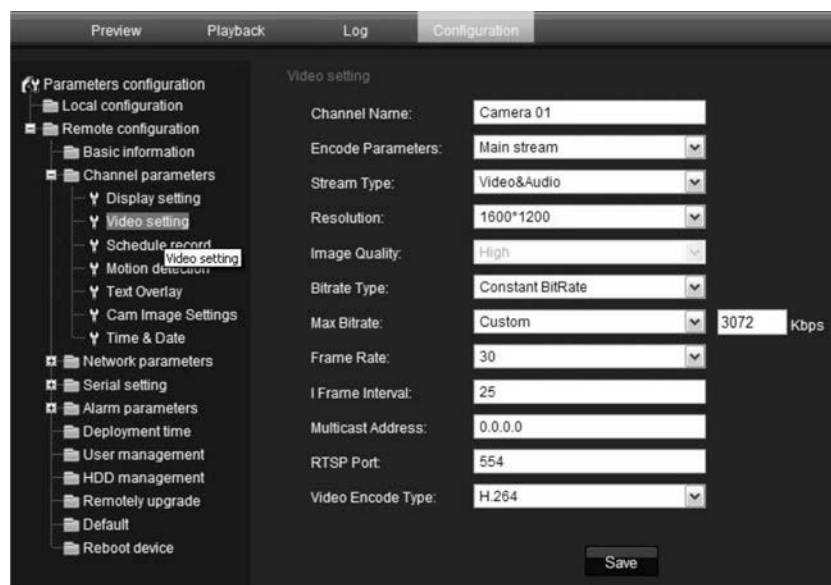 Preview Playback Log Configuration
Parameters configuration
Local configuration
Remote configuration
Basic information
Channel parameters
Display setting
Video setting
Schedule record
Video setting
Motion detection
Text Overlay
Cam Image Settings
Time & Date
Network parameters
Serial setting
Alarm parameters
Deployment time
User management
HDD management
Remotely upgrade
Default
Reboot device
Video setting
Channel Name: Camera 01
Encode Parameters: Main stream
Stream Type: Video&Audio
Resolution: 1600*1200
Image Quality: High
Bitrate Type: Constant BitRate
Max Bitrate: Custom 3072 Kbps
Frame Rate: 30
I Frame Interval: 25
Multicast Address: 0.0.0.0
RTSP Port: 554
Video Encode Type: H.264
Save